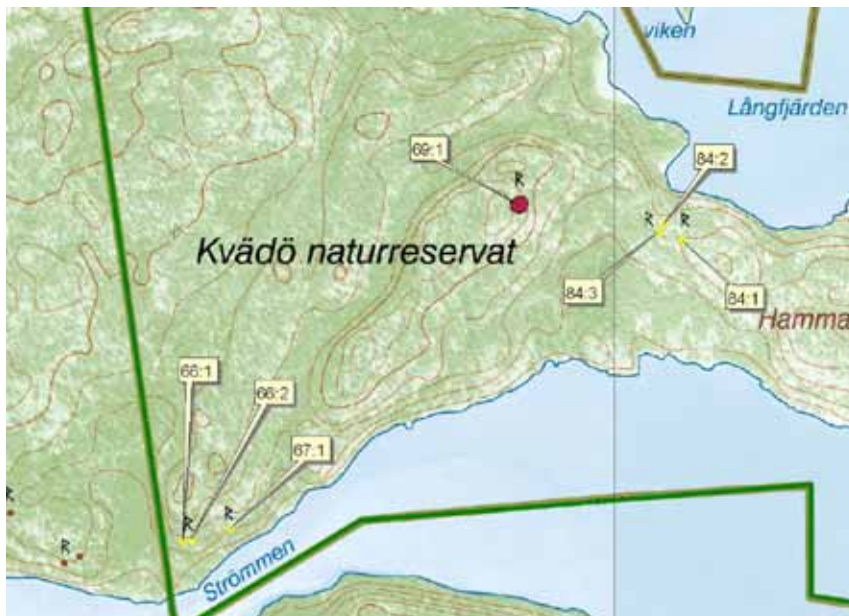 viken
Långfjärden
69:1
R
84:2
R
R
Kvädö naturreservat
84:3
84:1
Hamma
66:1
66:2
67:1
R
R
R
R
Strömmen